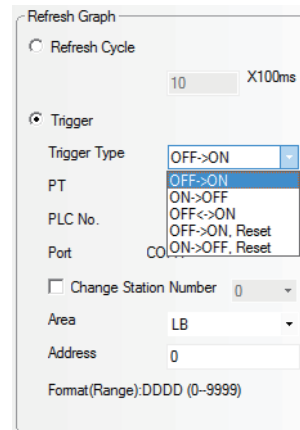 Refresh Graph
Refresh Cycle
10 X100ms
Trigger
Trigger Type OFF->ON
OFF->ON
PT ON->OFF
OFF<->ON
PLC No. OFF->ON, Reset
ON->OFF, Reset
Port
Change Station Number 0
Area LB
Address 0
Format(Range):DDDD (0--9999)